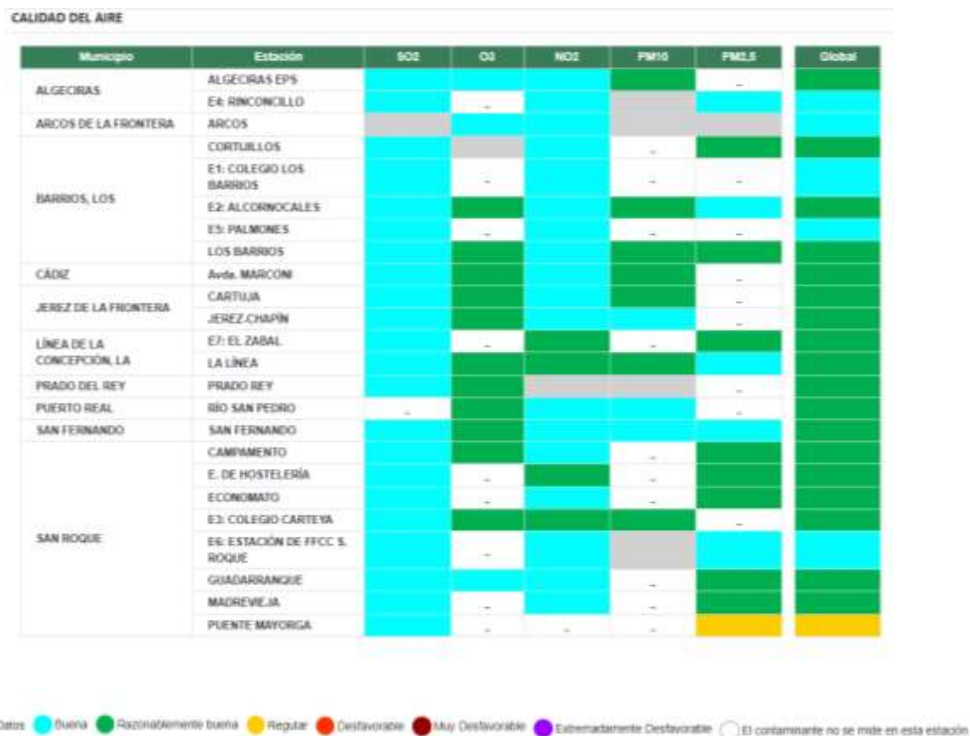 CALIDAD DEL AIRE
Municipio Estación SO2 O3 NO2 PM10 PM2,5 Global
ALGECIRAS
ALGECIRAS EPS -
E4: RINCONCILLO -
ARCOS DE LA FRONTERA ARCOS
BARRIOS, LOS
CORTIJILLOS -
E1: COLEGIO LOS
BARRIOS - - -
E2: ALCORNOCALES
E5: PALMONES - - -
LOS BARRIOS
CÁDIZ Avda. MARCONI -
JEREZ DE LA FRONTERA
CARTUJA -
JEREZ-CHAPÍN -
LÍNEA DE LA
CONCEPCIÓN, LA
E7: EL ZABAL - -
LA LÍNEA
PRADO DEL REY PRADO REY -
PUERTO REAL RÍO SAN PEDRO - -
SAN FERNANDO SAN FERNANDO
SAN ROQUE
CAMPAMENTO -
E. DE HOSTELERÍA - -
ECONOMATO - -
E3: COLEGIO CARTEYA -
E6: ESTACIÓN DE FFCC S.
ROQUE -
GUADARRANQUE -
MADREVIEJA - -
PUENTE MAYORGA - - -
Datos Buena Razonablemente buena Regular Desfavorable Muy Desfavorable Extremadamente Desfavorable El contaminante no se mide en esta estación